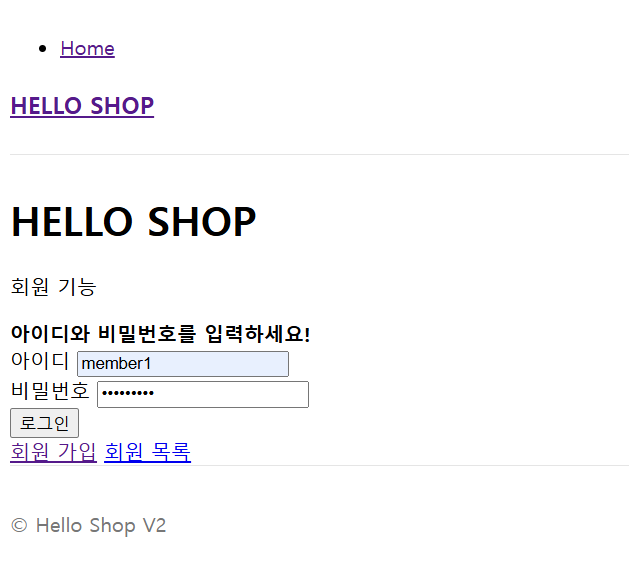 Home
HELLO SHOP
HELLO SHOP
회원 기능
아이디와 비밀번호를 입력하세요!
아이디 member1
비밀번호 •••••••••
로그인
회원 가입 회원 목록
© Hello Shop V2